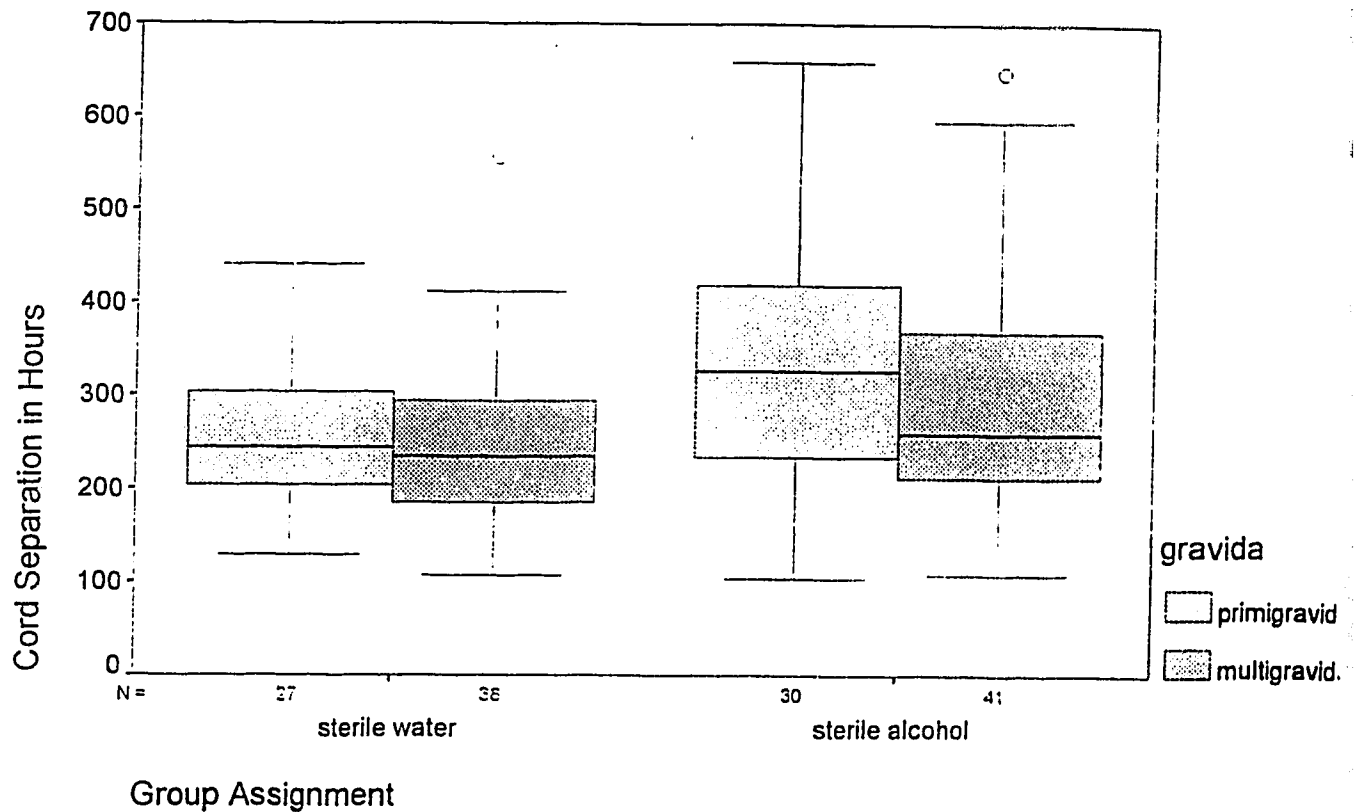 700
600
500
400
300
200
100
0
Cord Separation in Hours
N = 27 38 30 41
sterile water sterile alcohol
Group Assignment
gravida
primigravid
multigravid.